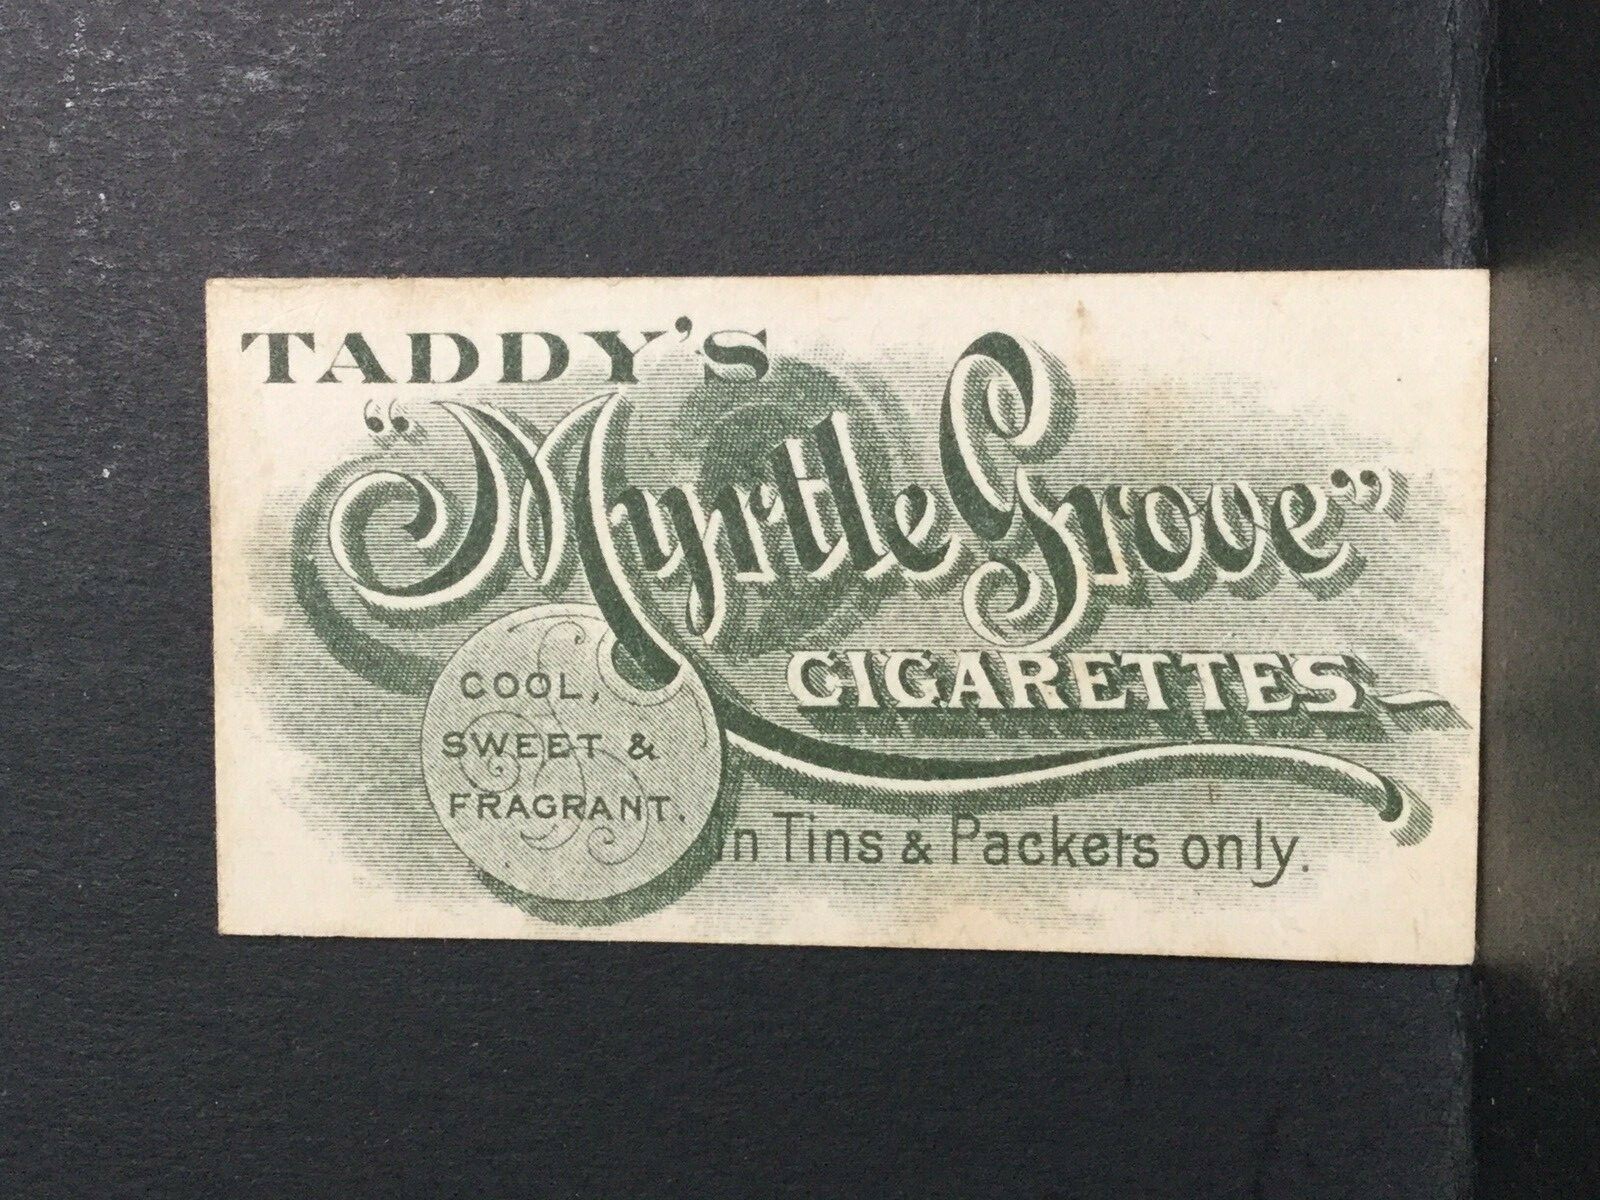 TADDY'S
"Myrtle Grove"
CIGARETTES
COOL,
SWEET &
FRAGRANT.
In Tins & Packets only.